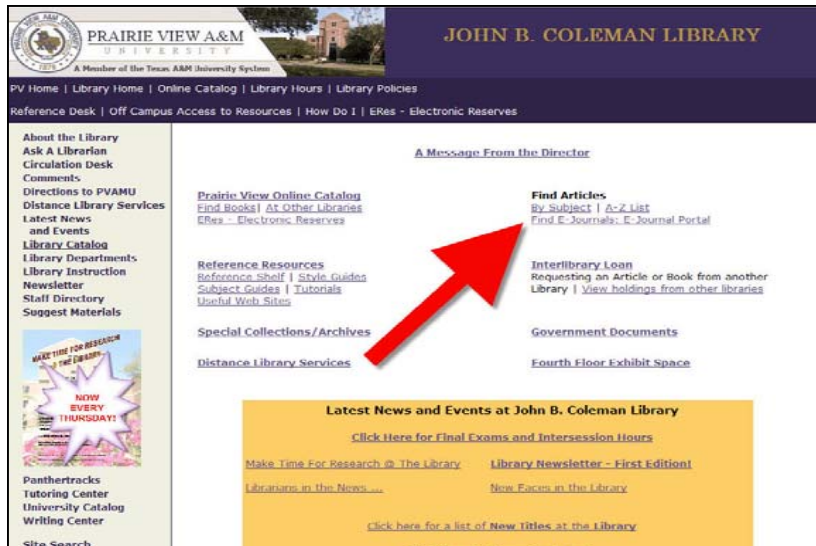 PRAIRIE VIEW A&M
UNIVERSITY
A Member of the Texas A&M University System
1876
JOHN B. COLEMAN LIBRARY
PV Home | Library Home | Online Catalog | Library Hours | Library Policies
Reference Desk | Off Campus Access to Resources | How Do I | ERes - Electronic Reserves
About the Library
Ask A Librarian
Circulation Desk
Comments
Directions to PVAMU
Distance Library Services
Latest News
and Events
Library Catalog
Library Departments
Library Instruction
Newsletter
Staff Directory
Suggest Materials
MAKE TIME FOR RESEARCH
@ THE LIBRARY
NOW
EVERY
THURSDAY!
Panthertracks
Tutoring Center
University Catalog
Writing Center
Site Search
A Message From the Director
Prairie View Online Catalog
Find Books| At Other Libraries
ERes - Electronic Reserves
Find Articles
By Subject | A-Z List
Find E-Journals: E-Journal Portal
Reference Resources
Reference Shelf | Style Guides
Subject Guides | Tutorials
Useful Web Sites
Interlibrary Loan
Requesting an Article or Book from another
Library | View holdings from other libraries
Special Collections/Archives
Government Documents
Distance Library Services
Fourth Floor Exhibit Space
Latest News and Events at John B. Coleman Library
Click Here for Final Exams and Intersession Hours
Make Time For Research @ The Library
Library Newsletter - First Edition!
Librarians in the News ...
New Faces in the Library
Click here for a list of New Titles at the Library